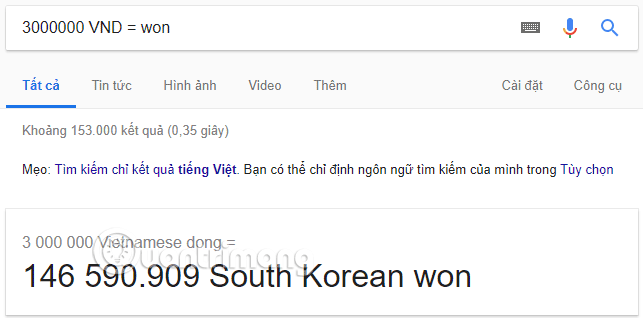 3000000 VND = won
Tất cả Tin tức Hình ảnh Video Thêm Cài đặt Công cụ
Khoảng 153.000 kết quả (0,35 giây)
Mẹo: Tìm kiếm chỉ kết quả tiếng Việt. Bạn có thể chỉ định ngôn ngữ tìm kiếm của mình trong Tùy chọn
3 000 000 Vietnamese dong =
Quantrimang
146 590.909 South Korean won